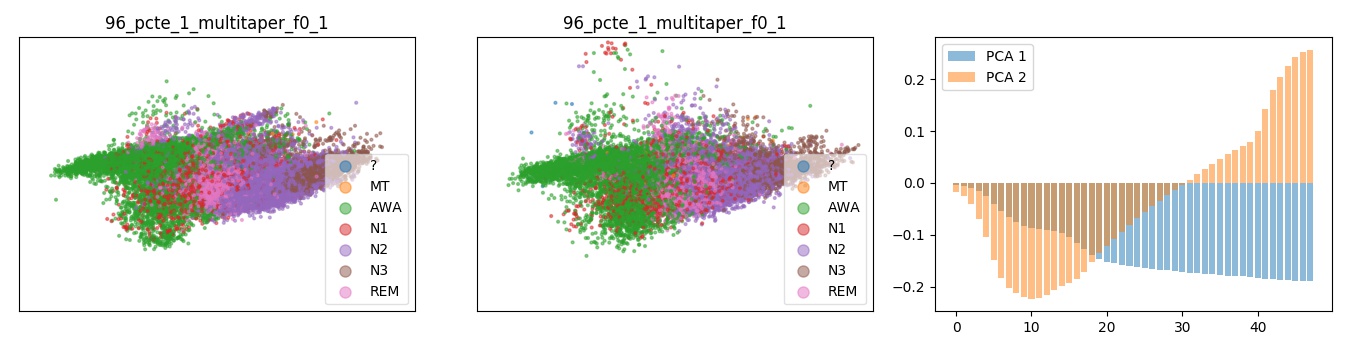 96_pcte_1_multitaper_f0_1
?
MT
AWA
N1
N2
N3
REM
96_pcte_1_multitaper_f0_1
?
MT
AWA
N1
N2
N3
REM
PCA 1
PCA 2
0.2
0.1
0.0
−0.1
−0.2
0 10 20 30 40